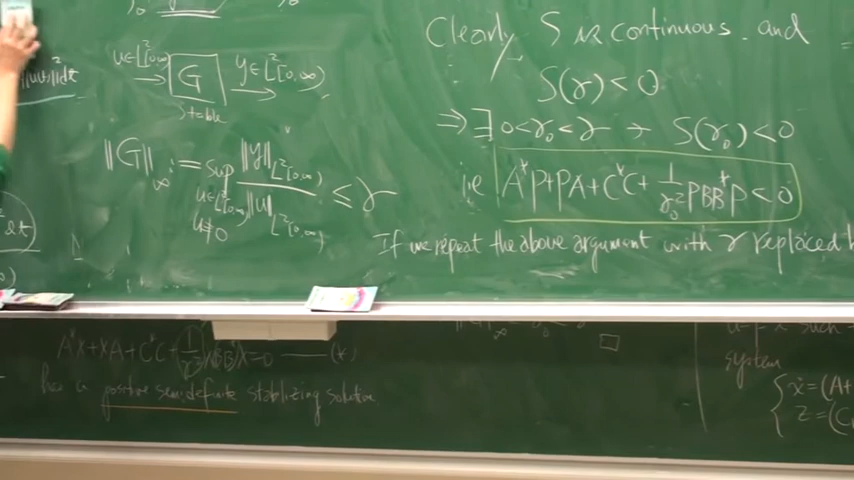 u∈L²[0,∞) G y∈L²[0,∞)
stable
‖G‖∞ := sup ‖y‖L²[0,∞) / ‖u‖L²[0,∞) ≤ γ
u∈L²[0,∞)
u≠0
Clearly S is continuous and
S(γ)<0
⇒ ∃ 0<γ₀<γ → S(γ₀)<0
i.e A*P+PA+C*C+1/γ₀² PBB*P<0
If we repeat the above argument with γ replaced
A*X+XA+C*C+1/γ² XBB*X=0 —— (*)
has a positive semidefinite stabilizing solution
such
system
ẋ=(A+
z=(C